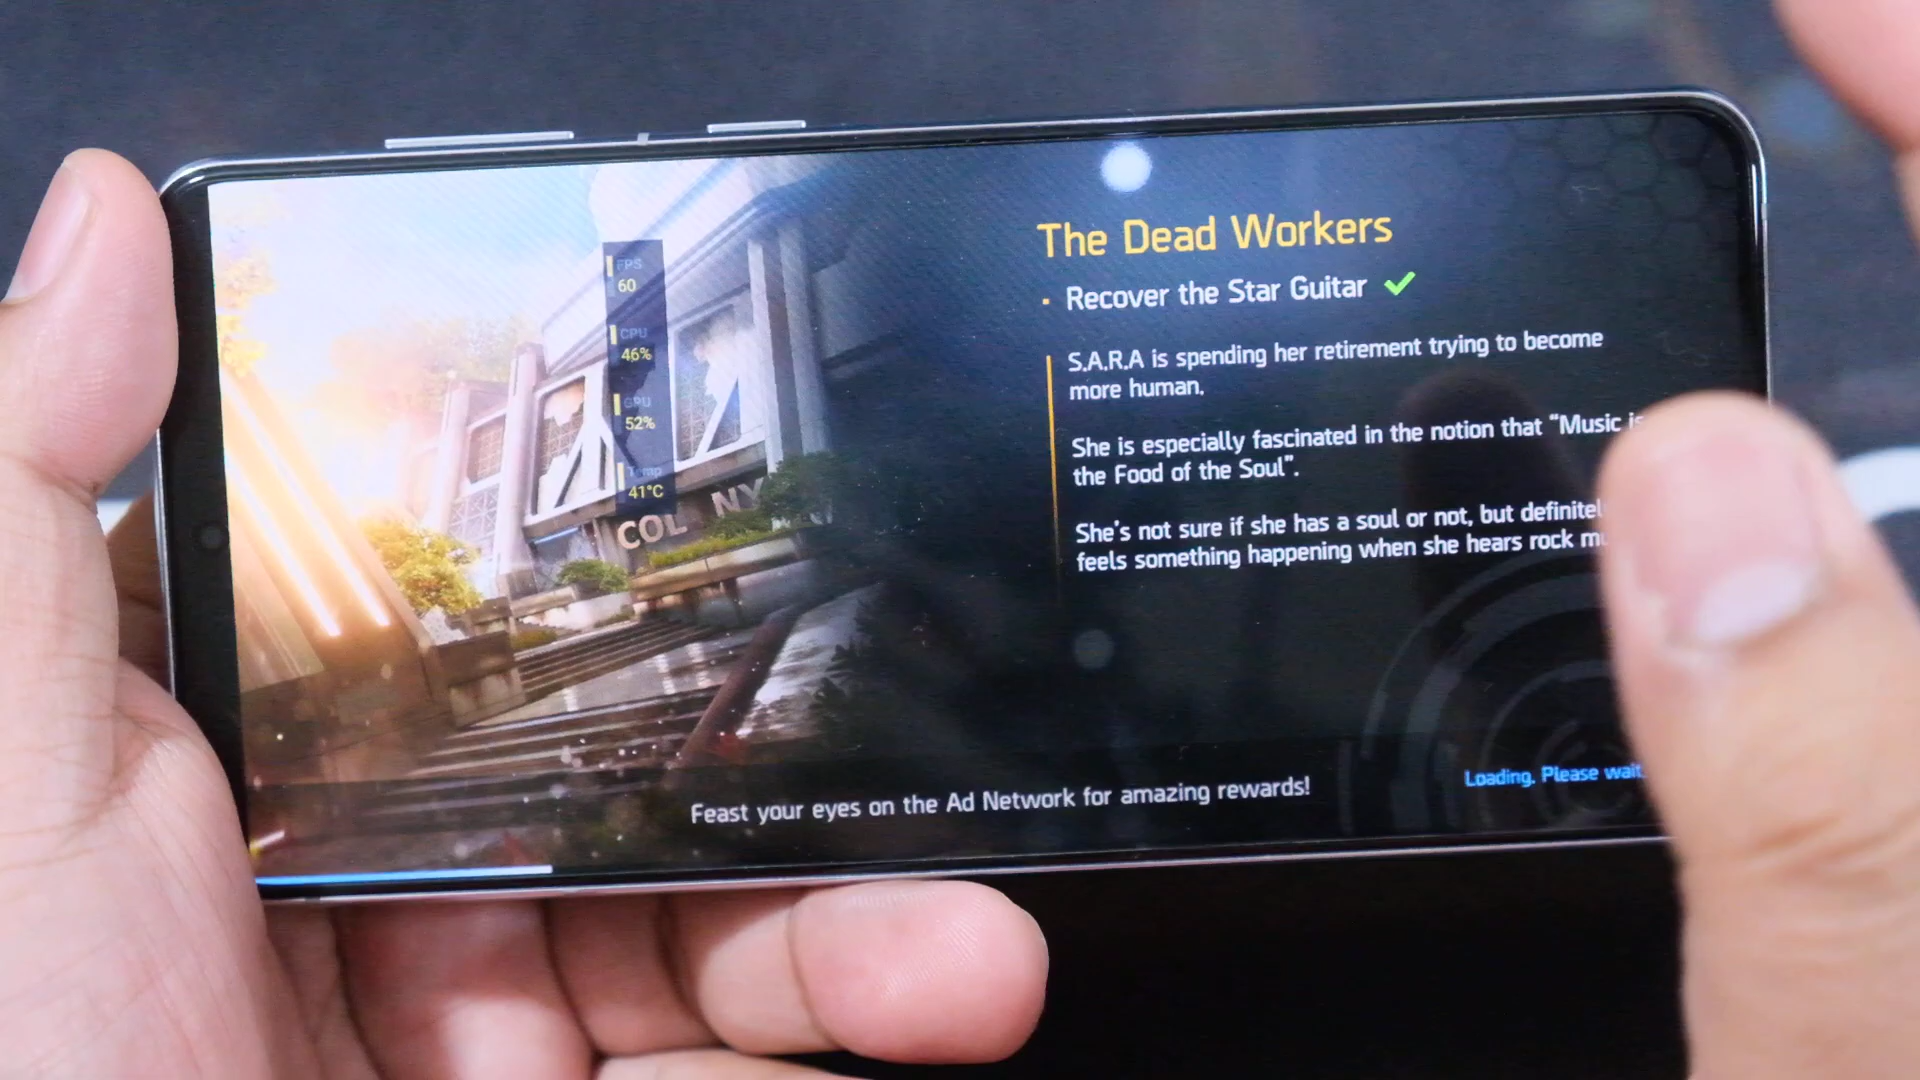 The Dead Workers
Recover the Star Guitar
S.A.R.A is spending her retirement trying to become
more human.
She is especially fascinated in the notion that “Music is
the Food of the Soul”.
She's not sure if she has a soul or not, but
feels something happening when she hears rock
FPS
60
CPU
46%
GPU
52%
Temp
41°C
COL NY
Feast your eyes on the Ad Network for amazing rewards!
Loading. Please wait